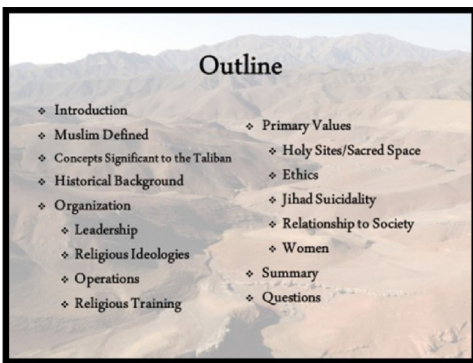 Outline
Introduction
Muslim Defined
Concepts Significant to the Taliban
Historical Background
Organization
Leadership
Religious Ideologies
Operations
Religious Training
Primary Values
Holy Sites/Sacred Space
Ethics
Jihad Suicidality
Relationship to Society
Women
Summary
Questions